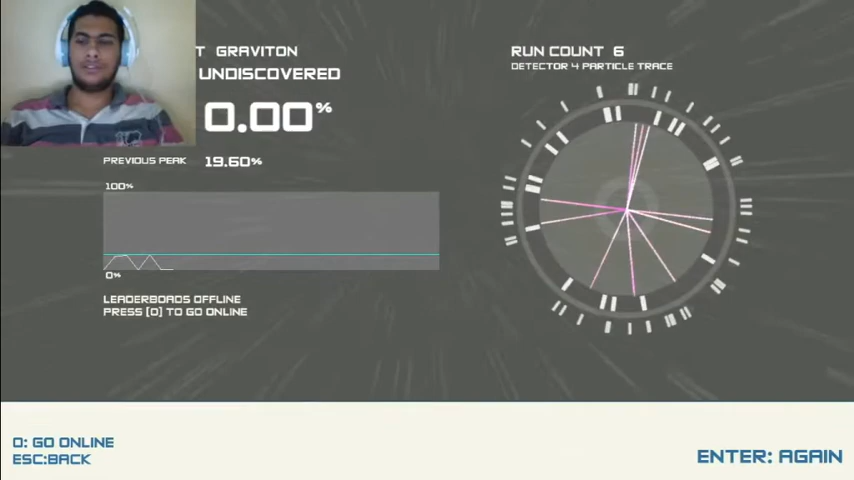 T GRAVITON
UNDISCOVERED
0.00%
PREVIOUS PEAK 19.60%
100%
0%
LEADERBOADS OFFLINE
PRESS [O] TO GO ONLINE
RUN COUNT 6
DETECTOR 4 PARTICLE TRACE
O: GO ONLINE
ESC:BACK
ENTER: AGAIN